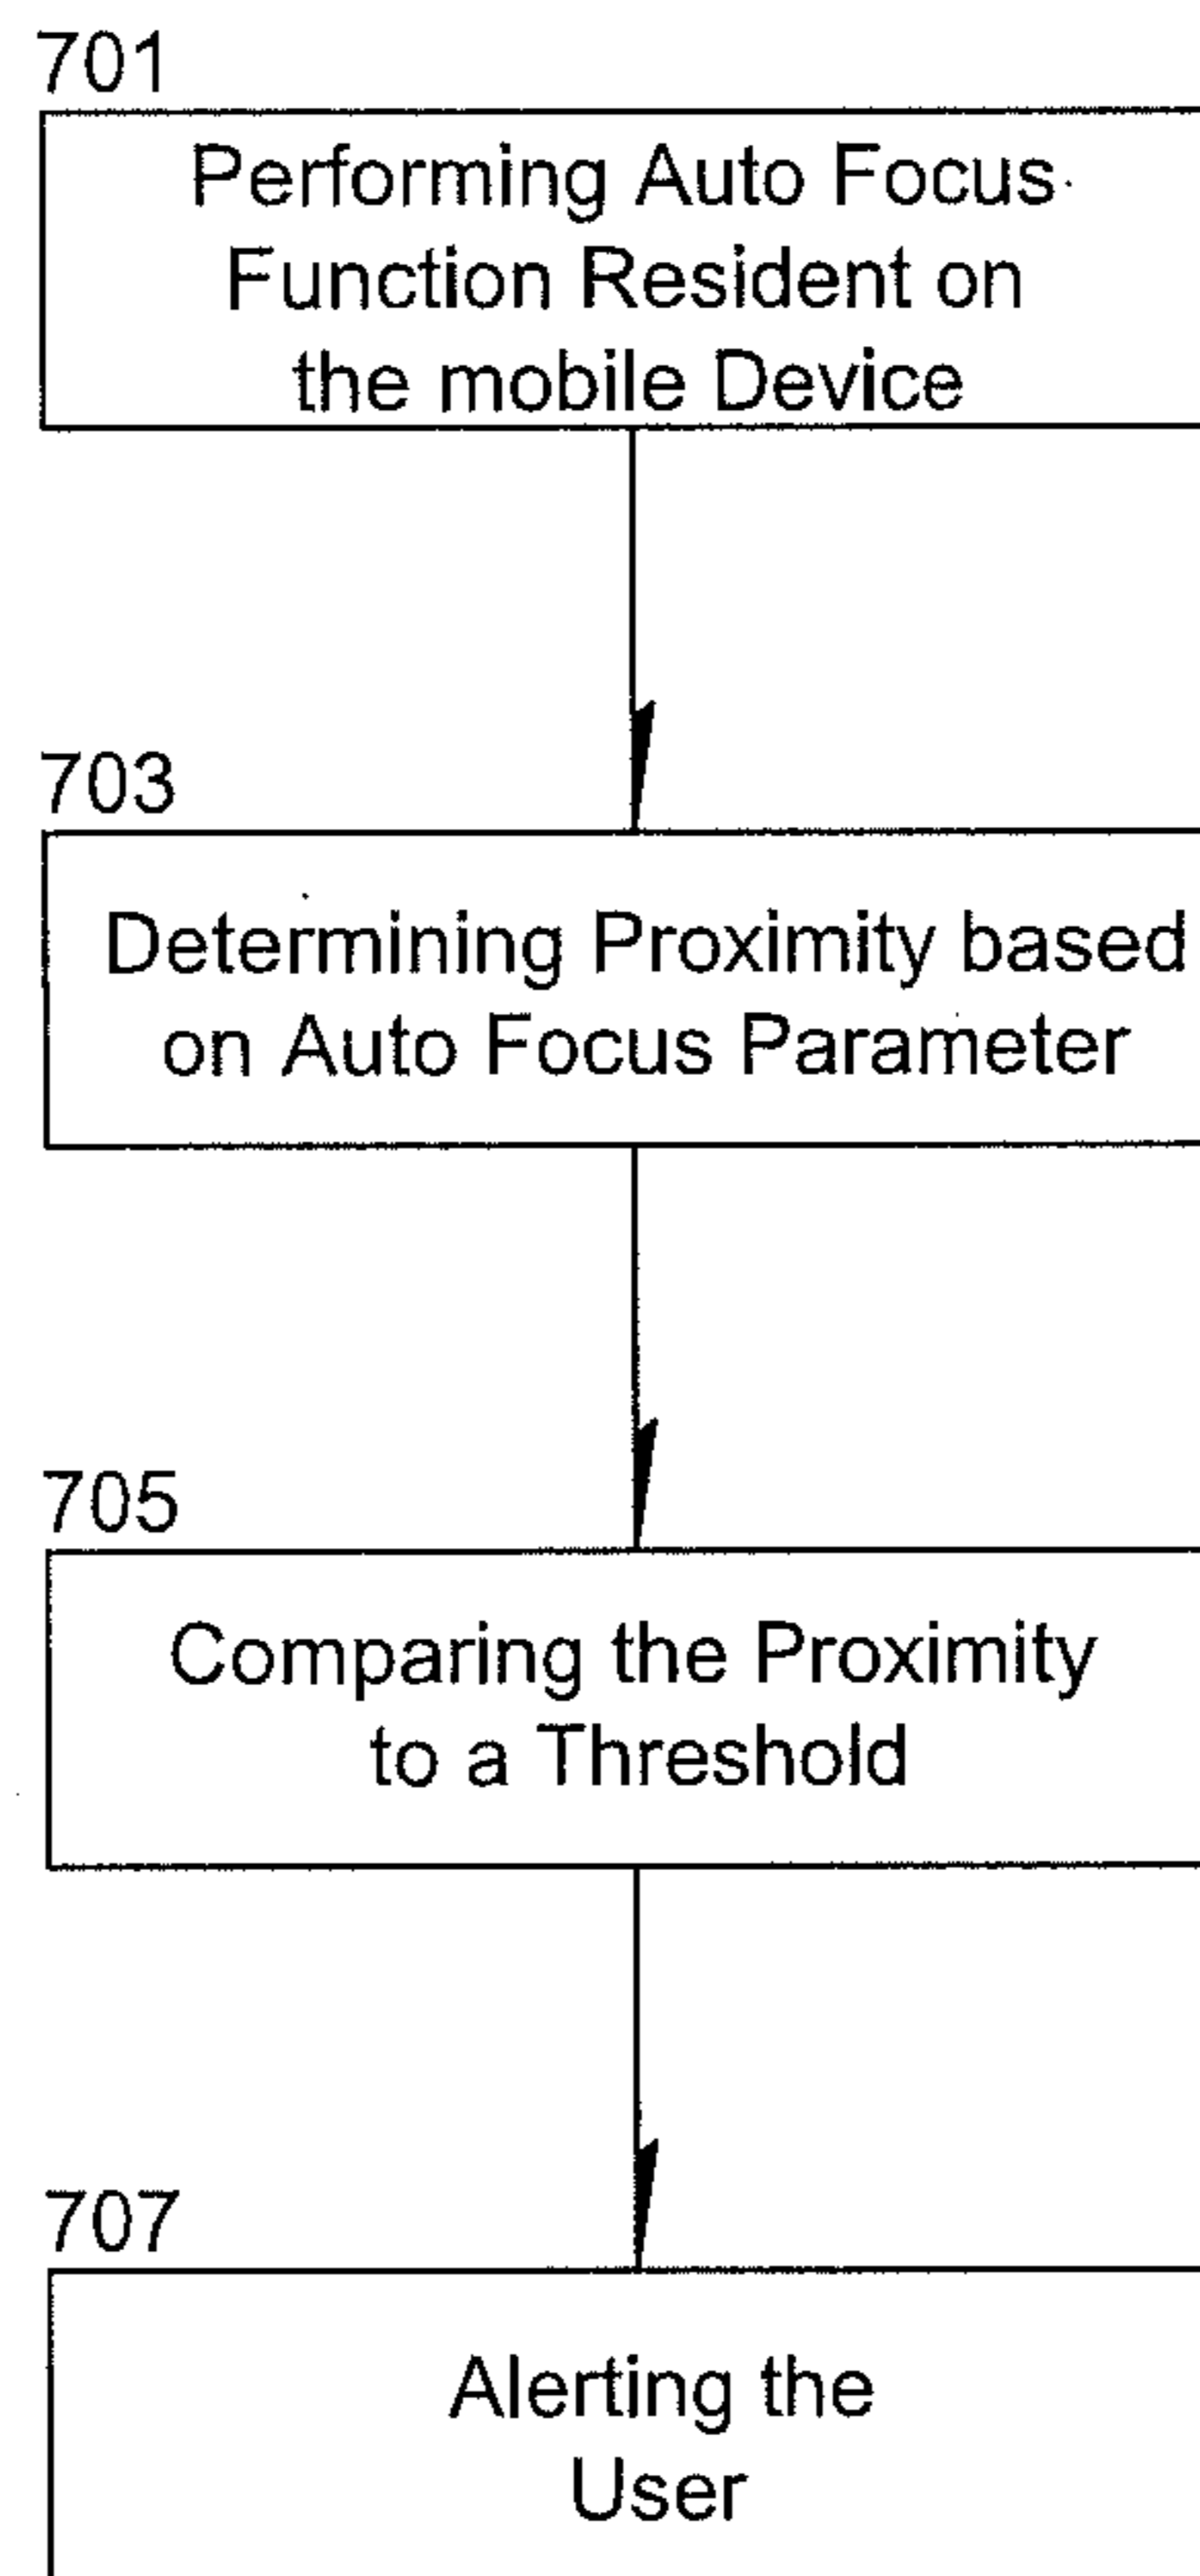 701
Performing Auto Focus
Function Resident on
the mobile Device
703
Determining Proximity based
on Auto Focus Parameter
705
Comparing the Proximity
to a Threshold
707
Alerting the
User